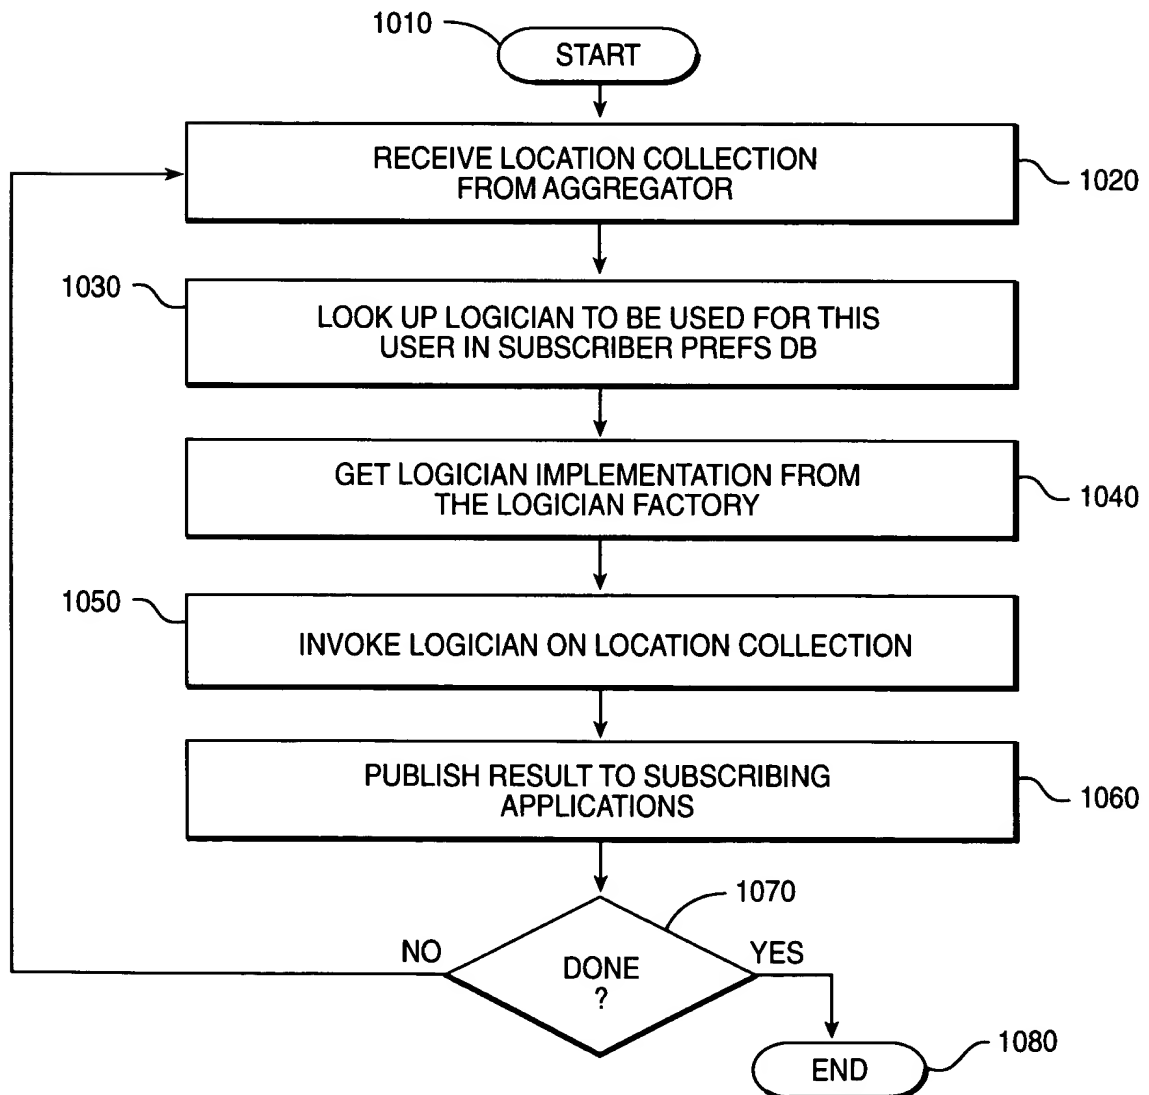 1010
START
RECEIVE LOCATION COLLECTION
FROM AGGREGATOR
1020
1030
LOOK UP LOGICIAN TO BE USED FOR THIS
USER IN SUBSCRIBER PREFS DB
GET LOGICIAN IMPLEMENTATION FROM
THE LOGICIAN FACTORY
1040
1050
INVOKE LOGICIAN ON LOCATION COLLECTION
PUBLISH RESULT TO SUBSCRIBING
APPLICATIONS
1060
1070
NO
DONE
?
YES
1080
END